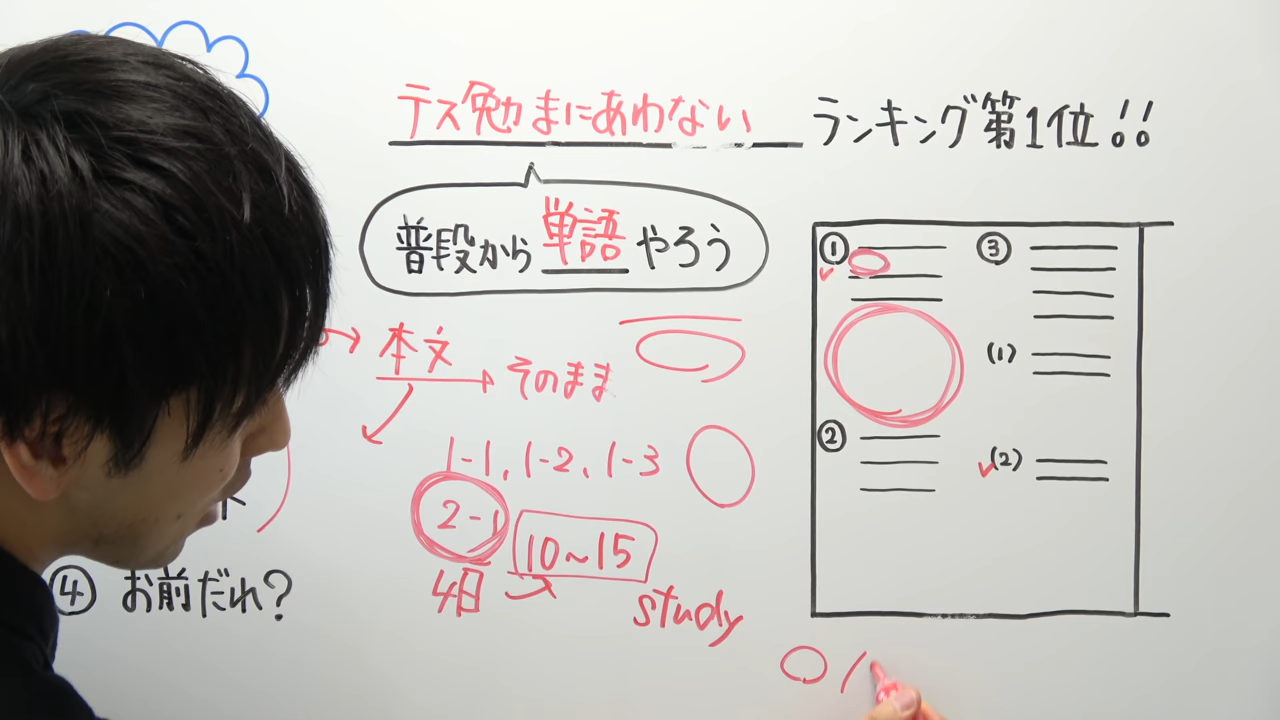 テス勉まにあわない ランキング第1位!!
普段から単語やろう
→本文→そのまま
1-1, 1-2, 1-3
2-1 10~15
4日
study
④ お前だれ?
①
②
③
(1)
(2)